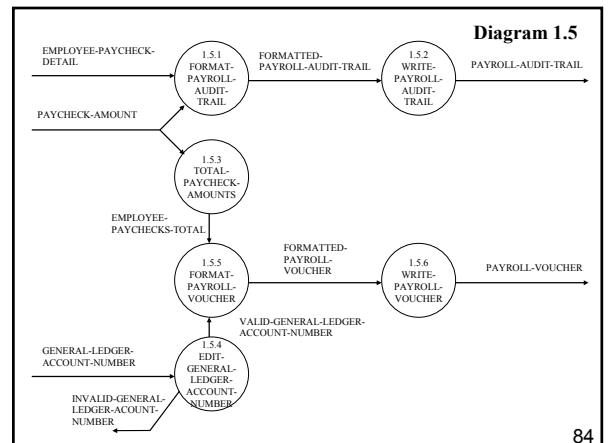 Diagram 1.5
EMPLOYEE-PAYCHECK-
DETAIL
1.5.1
FORMAT-
PAYROLL-
AUDIT-
TRAIL
FORMATTED-
PAYROLL-AUDIT-TRAIL
1.5.2
WRITE-
PAYROLL-
AUDIT-
TRAIL
PAYROLL-AUDIT-TRAIL
PAYCHECK-AMOUNT
1.5.3
TOTAL-
PAYCHECK-
AMOUNTS
EMPLOYEE-
PAYCHECKS-TOTAL
1.5.5
FORMAT-
PAYROLL-
VOUCHER
FORMATTED-
PAYROLL-
VOUCHER
1.5.6
WRITE-
PAYROLL-
VOUCHER
PAYROLL-VOUCHER
VALID-GENERAL-LEDGER-
ACCOUNT-NUMBER
GENERAL-LEDGER-
ACCOUNT-NUMBER
1.5.4
EDIT-
GENERAL-
LEDGER-
ACCOUNT-
NUMBER
INVALID-GENERAL-
LEDGER-ACOUNT-
NUMBER
84